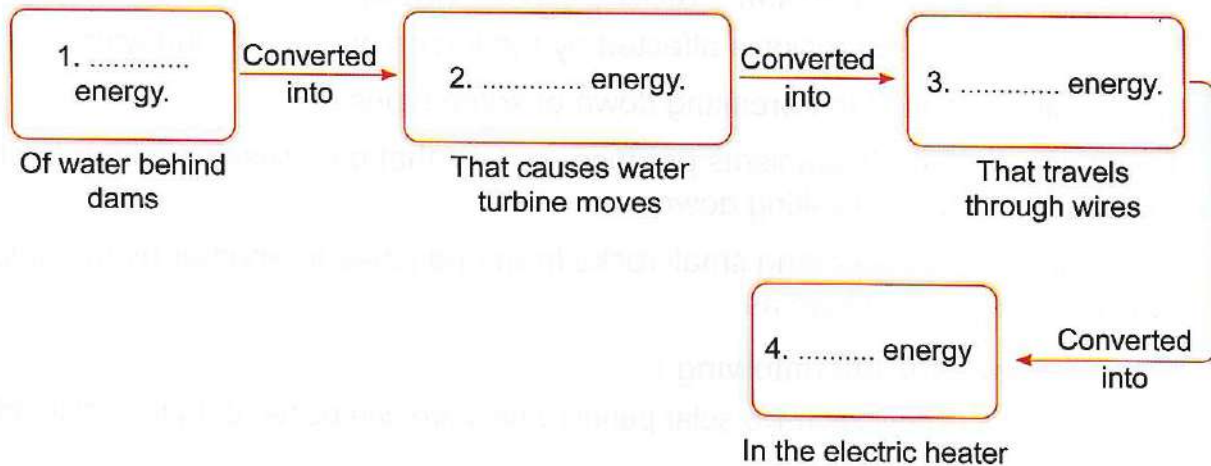 1. .............
energy.
Converted
into
2. ............. energy.
Converted
into
3. ............. energy.
Of water behind
dams
That causes water
turbine moves
That travels
through wires
4. .......... energy
Converted
into
In the electric heater